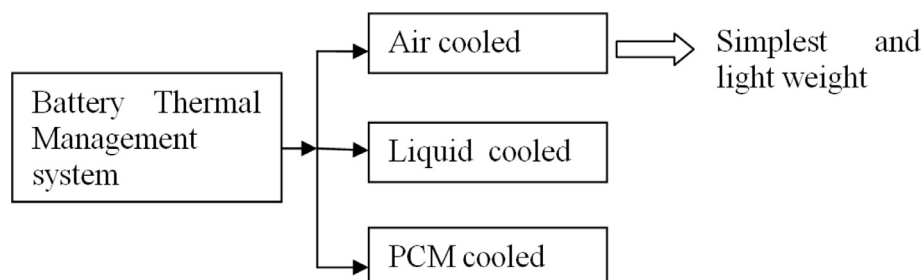 Battery Thermal
Management
system
Air cooled
Simplest and
light weight
Liquid cooled
PCM cooled